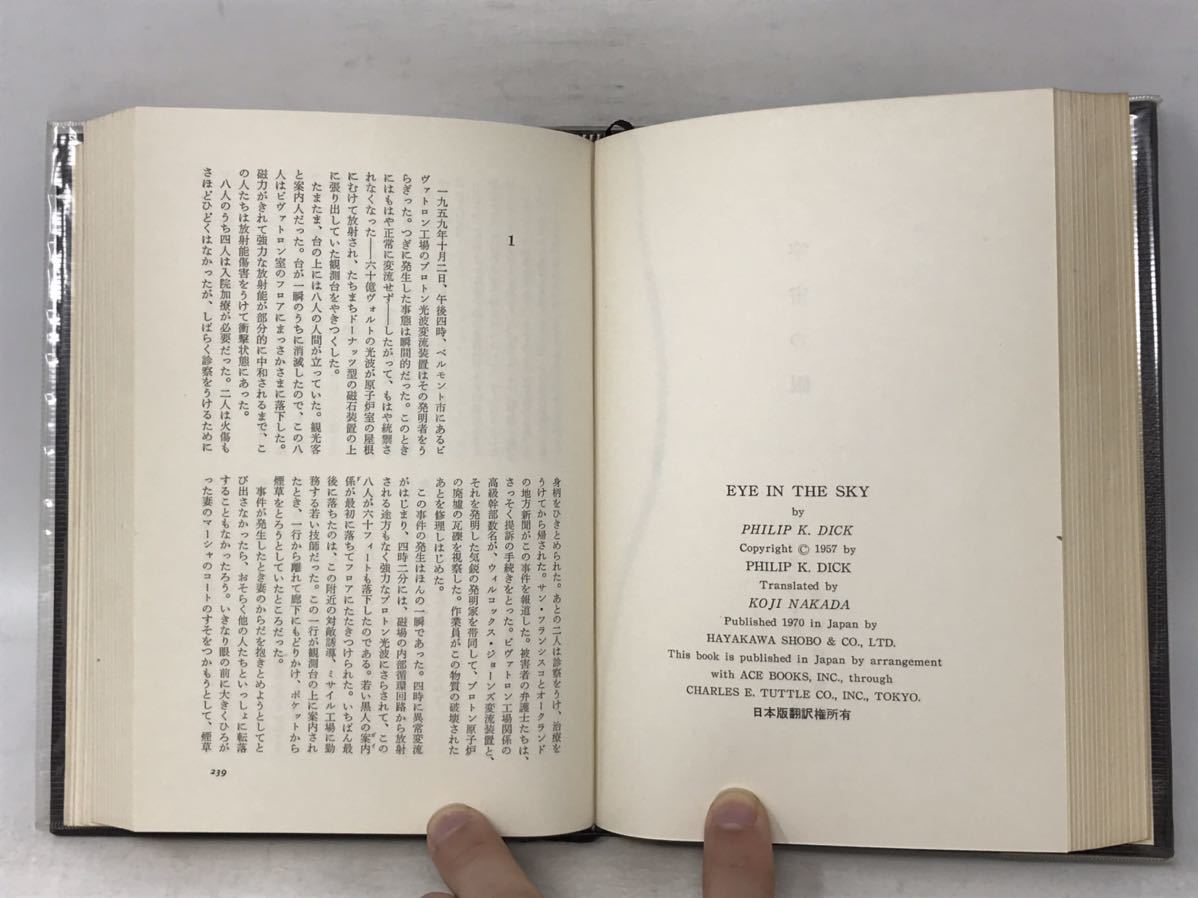 EYE IN THE SKY
by
PHILIP K. DICK
Copyright © 1957 by
PHILIP K. DICK
Translated by
KOJI NAKADA
Published 1970 in Japan by
HAYAKAWA SHOBO & CO., LTD.
This book is published in Japan by arrangement
with ACE BOOKS, INC., through
CHARLES E. TUTTLE CO., INC., TOKYO.
日本版翻訳権所有
1
一九五九年十月二日、午後四時、ベルモント市にあるビ
ヴァトロン工場のプロトン光波変流装置はその発明者をう
らぎった。つぎに発生した事態は瞬間的だった。このとき
にはもはや正常に変流せず――したがって、もはや統禦さ
れなくなった――六十億ヴォルトの光波が原子炉室の屋根
にむけて放射され、たちまちドーナッツ型の磁石装置の上
に張り出していた観測台をやきつくした。
たまたま、台の上には八人の人間が立っていた。観光客
と案内人だった。台が一瞬のうちに消滅したので、この八
人はビヴァトロン室のフロアにまっさかさまに落下した。
磁力がきれて強力な放射能が部分的に中和されるまで、こ
の人たちは放射能傷害をうけて衝撃状態にあった。
八人のうち四人は入院加療が必要だった。二人は火傷も
さほどひどくはなかったが、しばらく診察をうけるために
身柄をひきとめられた。あとの二人は診察をうけ、治療を
うけてから帰された。サン・フランシスコとオークランド
の地方新聞がこの事件を報道した。被害者の弁護士たちは、
さっそく提訴の手続きをとった。ビヴァトロン工場関係の
高級幹部数名が、ウィルコックス・ジョーンズ変流装置と、
それを発明した気鋭の発明家を帯同して、プロトン原子炉
の廃墟の瓦礫を視察した。作業員がこの物質の破壊された
あとを修理しはじめた。
この事件の発生はほんの一瞬であった。四時に異常変流
がはじまり、四時二分には、磁場の内部循環回路から放射
される途方もなく強力なプロトン光波にさらされて、この
八人が六十フィートも落下したのである。若い黒人の案内
係が最初に落ちてフロアにたたきつけられた。いちばん最
後に落ちたのは、この附近の対敵誘導、ミサイル工場に勤
務する若い技師だった。この一行が観測台の上に案内され
たとき、一行から離れて廊下にもどりかけ、ポケットから
煙草をとろうとしていたところだった。
事件が発生したとき妻のからだを抱きとめようとしてと
び出さなかったら、おそらく他の人たちといっしょに転落
することもなかったろう。いきなり眼の前に大きくひろが
った妻のマーシャのコートのすそをつかもうとして、煙草
239